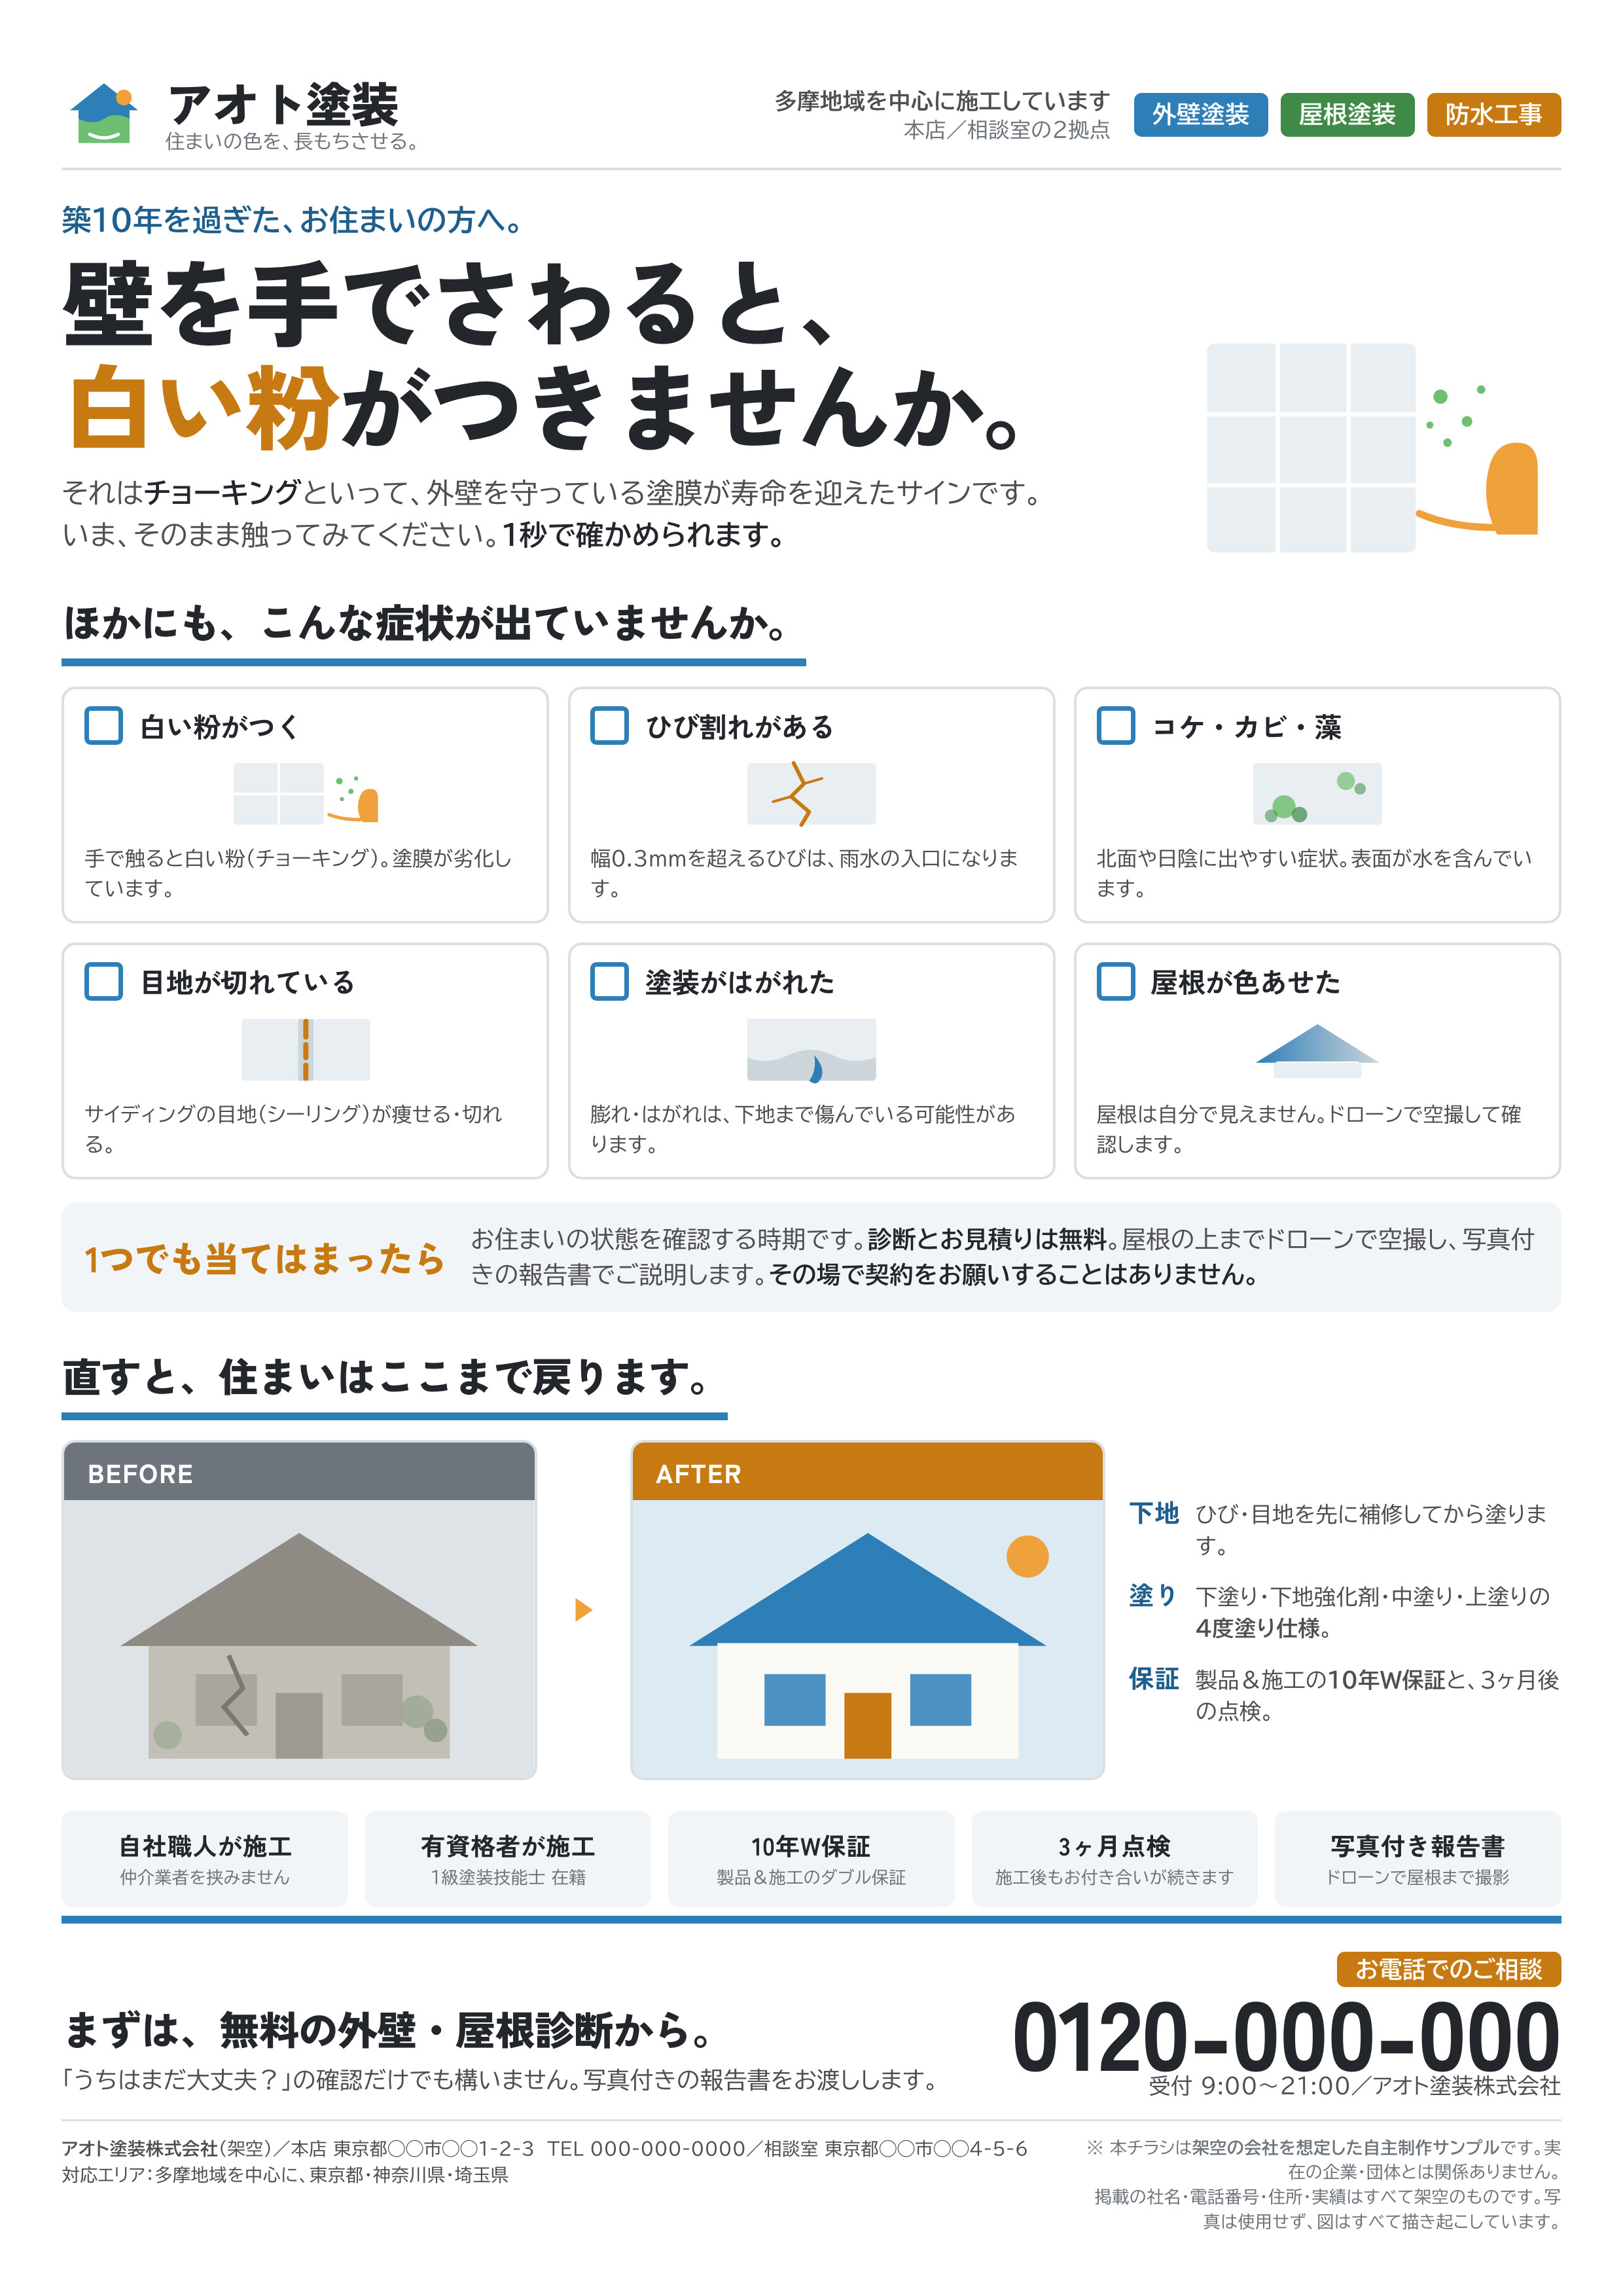 アオト塗装
住まいの色を、長もちさせる。
多摩地域を中心に施工しています
本店／相談室の2拠点
外壁塗装
屋根塗装
防水工事
築10年を過ぎた、お住まいの方へ。
壁を手でさわると、
白い粉がつきませんか。
それはチョーキングといって、外壁を守っている塗膜が寿命を迎えたサインです。
いま、そのまま触ってみてください。1秒で確かめられます。
ほかにも、こんな症状が出ていませんか。
白い粉がつく
手で触ると白い粉（チョーキング）。塗膜が劣化し
ています。
ひび割れがある
幅0.3mmを超えるひびは、雨水の入口になりま
す。
コケ・カビ・藻
北面や日陰に出やすい症状。表面が水を含んでい
ます。
目地が切れている
サイディングの目地（シーリング）が痩せる・切れ
る。
塗装がはがれた
膨れ・はがれは、下地まで傷んでいる可能性があ
ります。
屋根が色あせた
屋根は自分で見えません。ドローンで空撮して確
認します。
1つでも当てはまったら
お住まいの状態を確認する時期です。診断とお見積りは無料。屋根の上までドローンで空撮し、写真付
きの報告書でご説明します。その場で契約をお願いすることはありません。
直すと、住まいはここまで戻ります。
BEFORE
AFTER
下地 ひび・目地を先に補修してから塗りま
す。
塗り 下塗り・下地強化剤・中塗り・上塗りの
4度塗り仕様。
保証 製品＆施工の10年W保証と、3ヶ月後
の点検。
自社職人が施工
仲介業者を挟みません
有資格者が施工
1級塗装技能士 在籍
10年W保証
製品＆施工のダブル保証
3ヶ月点検
施工後もお付き合いが続きます
写真付き報告書
ドローンで屋根まで撮影
お電話でのご相談
まずは、無料の外壁・屋根診断から。
「うちはまだ大丈夫？」の確認だけでも構いません。写真付きの報告書をお渡しします。
0120-000-000
受付 9:00〜21:00／アオト塗装株式会社
アオト塗装株式会社（架空）／本店 東京都〇〇市〇〇1-2-3 TEL 000-000-0000／相談室 東京都〇〇市〇〇4-5-6
対応エリア：多摩地域を中心に、東京都・神奈川県・埼玉県
※ 本チラシは架空の会社を想定した自主制作サンプルです。実
在の企業・団体とは関係ありません。
掲載の社名・電話番号・住所・実績はすべて架空のものです。写
真は使用せず、図はすべて描き起こしています。